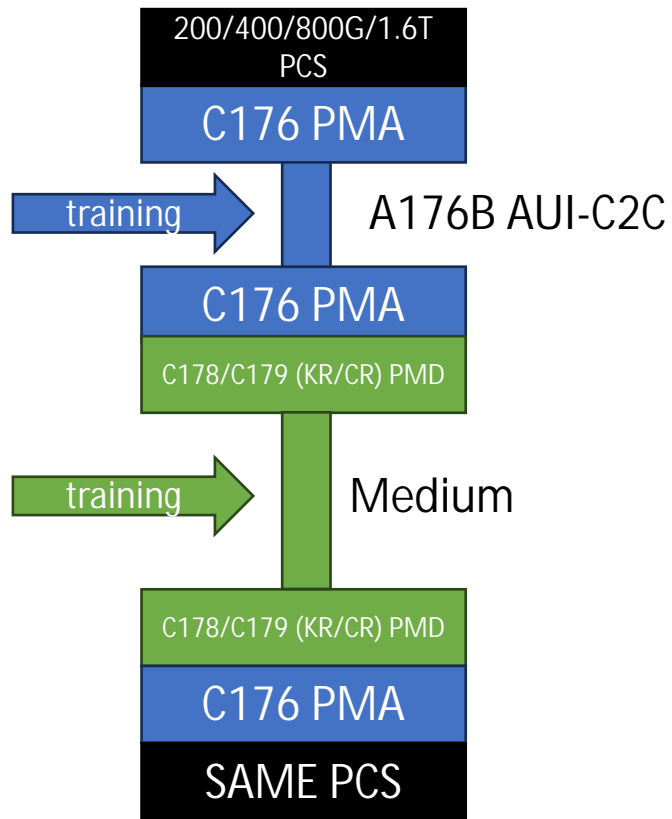 200/400/800G/1.6T
PCS
C176 PMA
training
A176B AUI-C2C
C176 PMA
C178/C179 (KR/CR) PMD
training
Medium
C178/C179 (KR/CR) PMD
C176 PMA
SAME PCS